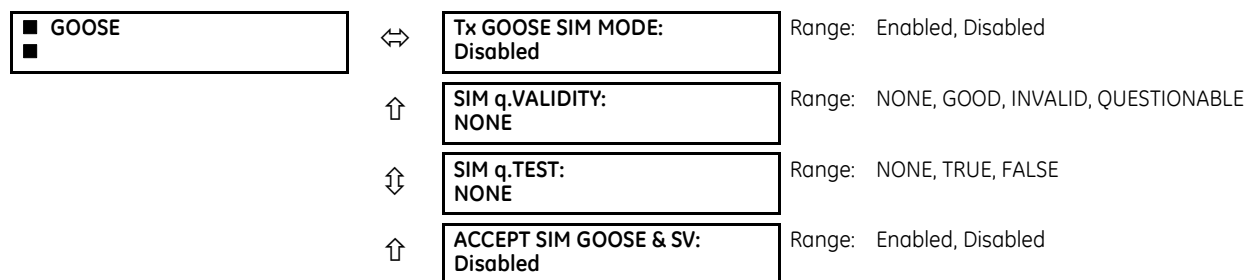 ■ GOOSE
■
Tx GOOSE SIM MODE:
Disabled
Range: Enabled, Disabled
SIM q.VALIDITY:
NONE
Range: NONE, GOOD, INVALID, QUESTIONABLE
SIM q.TEST:
NONE
Range: NONE, TRUE, FALSE
ACCEPT SIM GOOSE & SV:
Disabled
Range: Enabled, Disabled